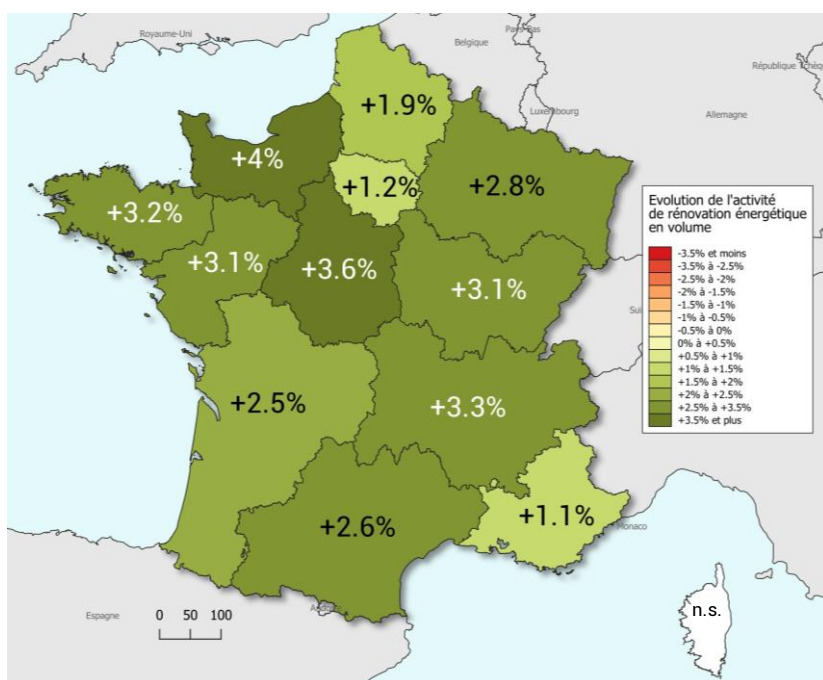 Royaume-Uni
Pays-Bas
Belgique
République Tchèque
Luxembourg
Allemagne
+1.9%
+4%
+1.2%
+2.8%
+3.2%
+3.1%
+3.6%
+3.1%
+2.5%
+3.3%
+2.6%
+1.1%
Evolution de l'activité
de rénovation énergétique
en volume
-3.5% et moins
-3.5% à -2.5%
-2.5% à -2%
-2% à -1.5%
-1.5% à -1%
-1% à -0.5%
-0.5% à 0%
0% à +0.5%
+0.5% à +1%
+1% à +1.5%
+1.5% à +2%
+2% à +2.5%
+2.5% à +3.5%
+3.5% et plus
Sui
Monaco
n.s.
Espagne
Andorre
0 50 100